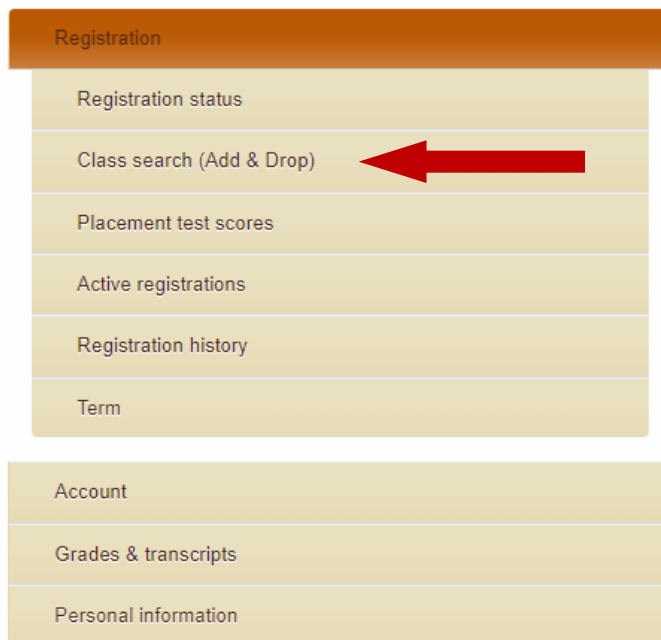 Registration
Registration status
Class search (Add & Drop)
Placement test scores
Active registrations
Registration history
Term
Account
Grades & transcripts
Personal information